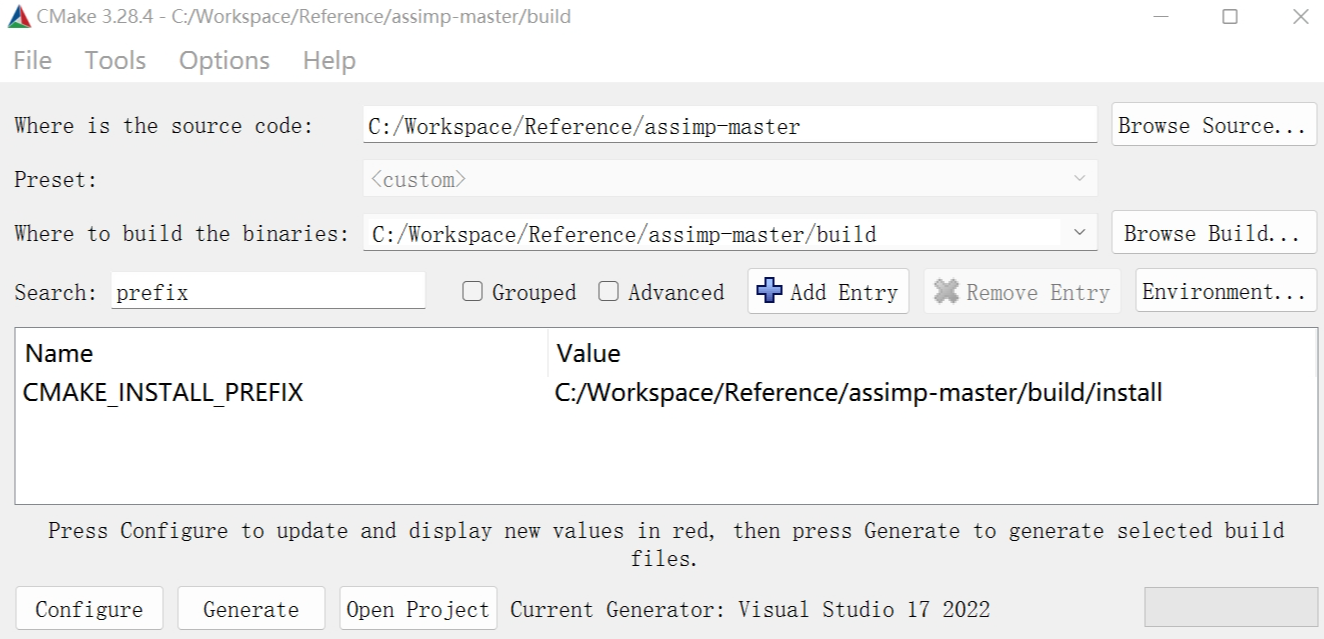 CMake 3.28.4 - C:/Workspace/Reference/assimp-master/build
File Tools Options Help
Where is the source code: C:/Workspace/Reference/assimp-master Browse Source...
Preset: <custom>
Where to build the binaries: C:/Workspace/Reference/assimp-master/build Browse Build...
Search: prefix Grouped Advanced Add Entry Remove Entry Environment...
Name Value
CMAKE_INSTALL_PREFIX C:/Workspace/Reference/assimp-master/build/install
Press Configure to update and display new values in red, then press Generate to generate selected build
files.
Configure Generate Open Project Current Generator: Visual Studio 17 2022